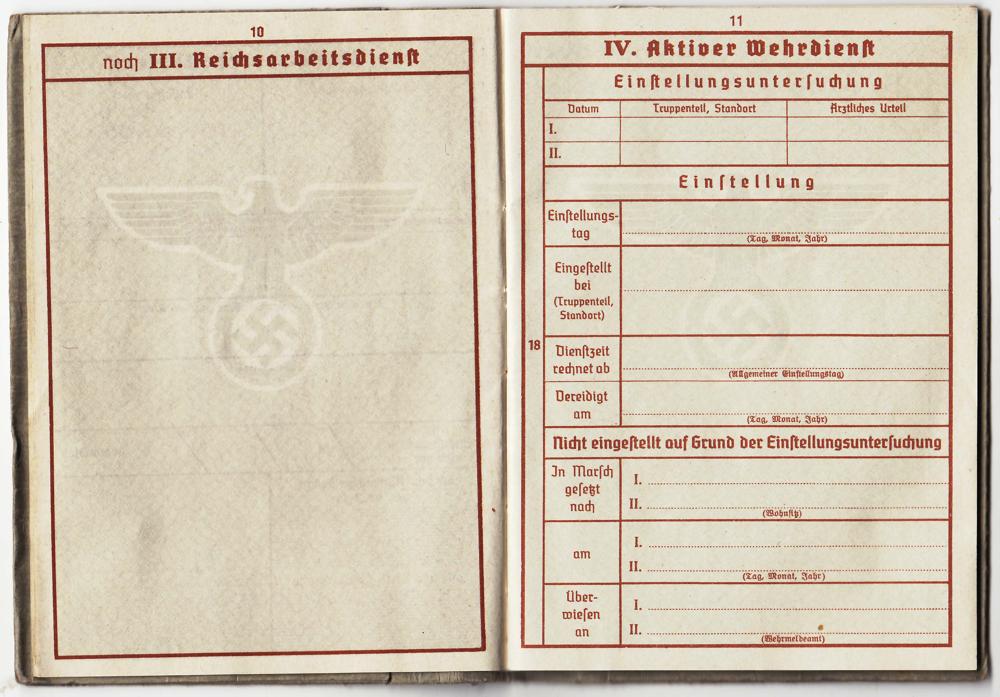 10
noch III. Reichsarbeitsdienst
11
IV. Aktiver Wehrdienst
Einstellungsuntersuchung
Datum Truppenteil, Standort Ärztliches Urteil
I.
II.
Einstellung
Einstellungs-
tag
(Tag, Monat, Jahr)
Eingestellt
bei
(Truppenteil,
Standort)
18
Dienstzeit
rechnet ab
(Allgemeiner Einstellungstag)
Vereidigt
am
(Tag, Monat, Jahr)
Nicht eingestellt auf Grund der Einstellungsuntersuchung
In Marsch
gesetzt
nach
I.
II.
(Wohnsitz)
am
I.
II.
(Tag, Monat, Jahr)
Über-
wiesen
an
I.
II.
(Wehrmeldeamt)